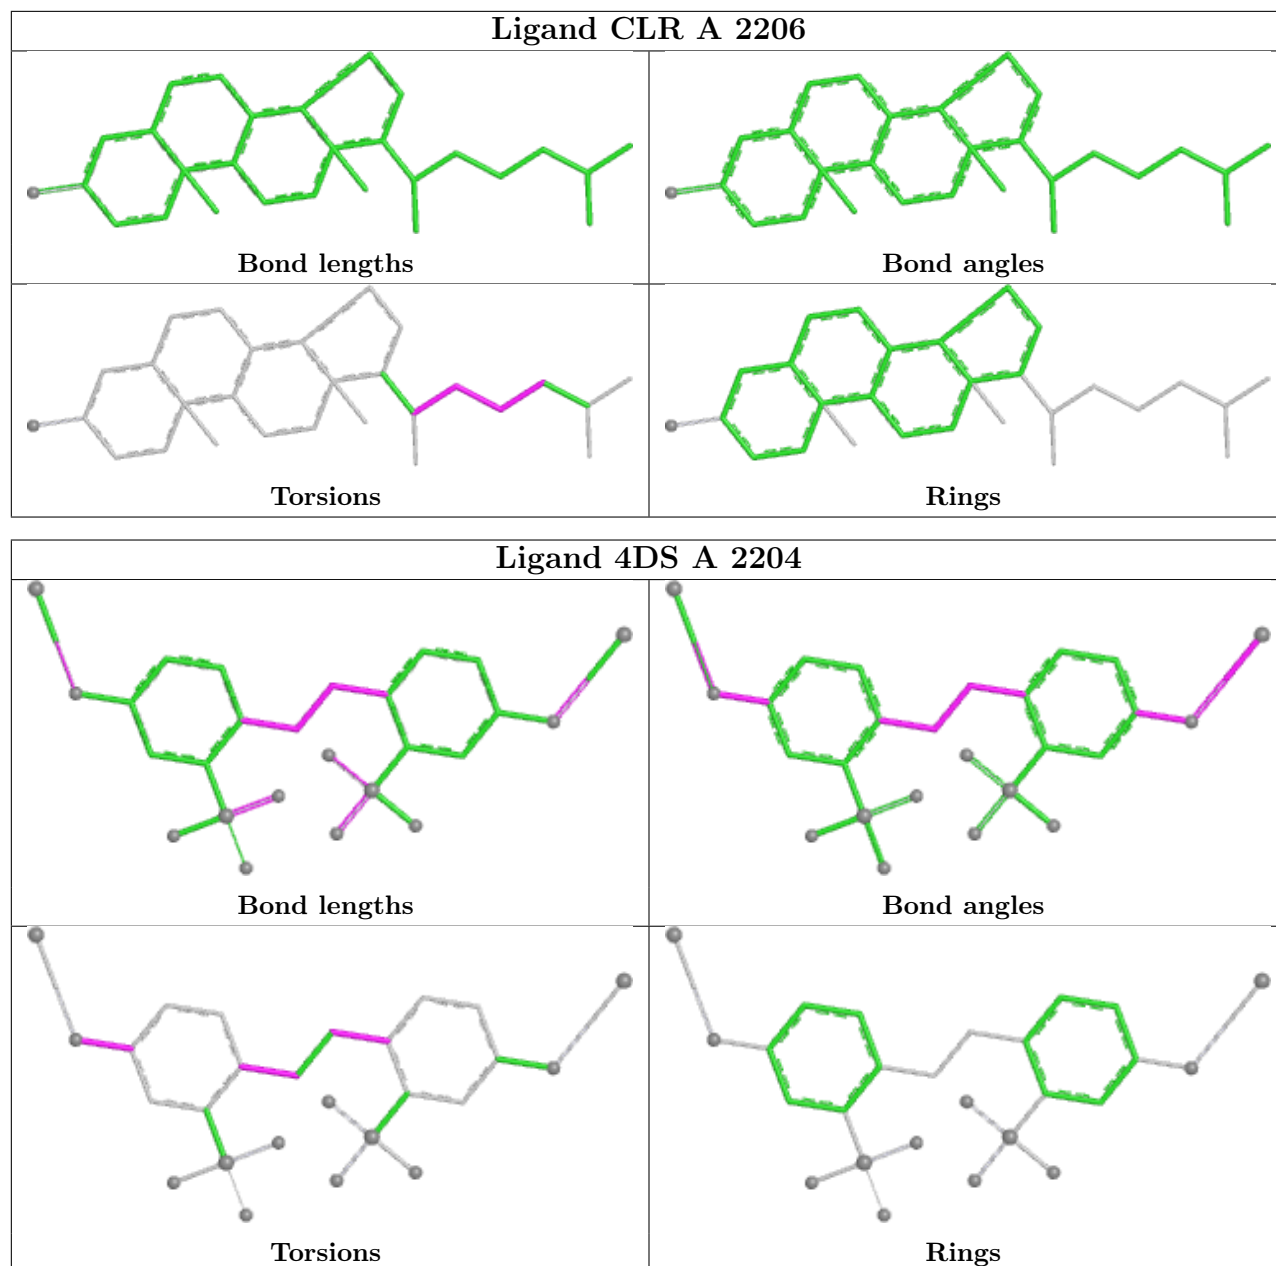 Ligand CLR A 2206
Bond lengths
Bond angles
Torsions
Rings
Ligand 4DS A 2204
Bond lengths
Bond angles
Torsions
Rings